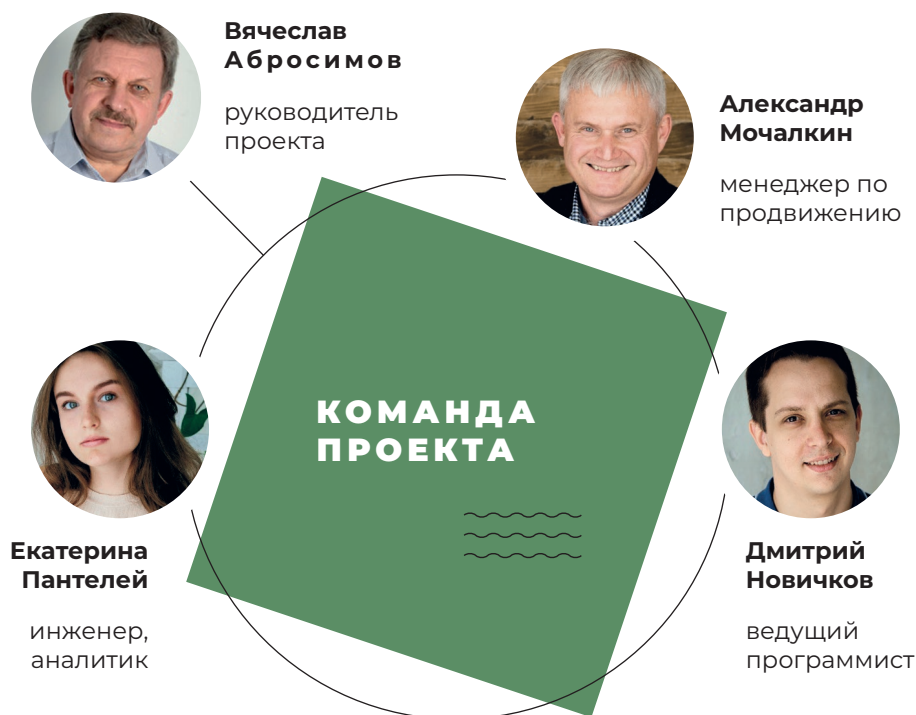 Вячеслав
Абросимов
руководитель
проекта
Александр
Мочалкин
менеджер по
продвижению
КОМАНДА
ПРОЕКТА
Екатерина
Пантелей
инженер,
аналитик
Дмитрий
Новичков
ведущий
программист